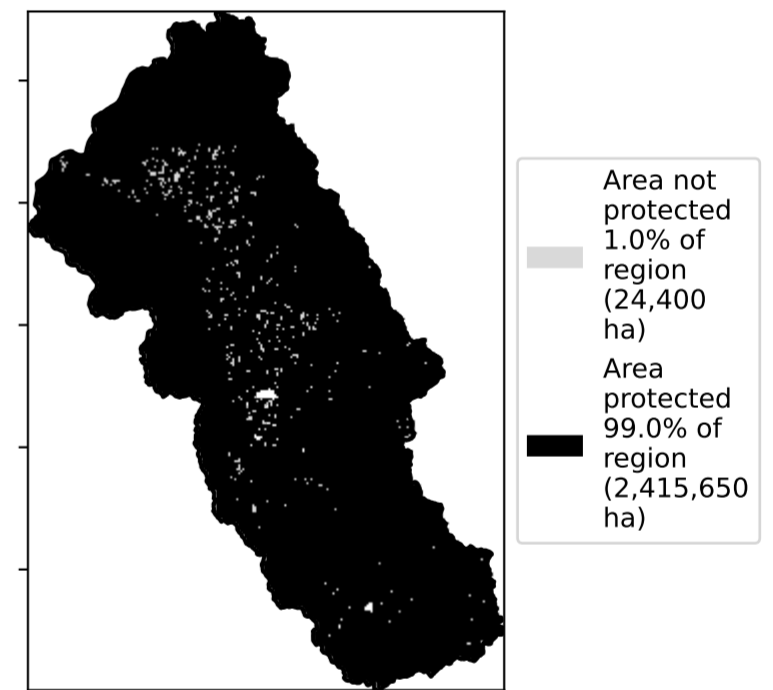 Area not
protected
1.0% of
region
(24,400
ha)
Area
protected
99.0% of
region
(2,415,650
ha)